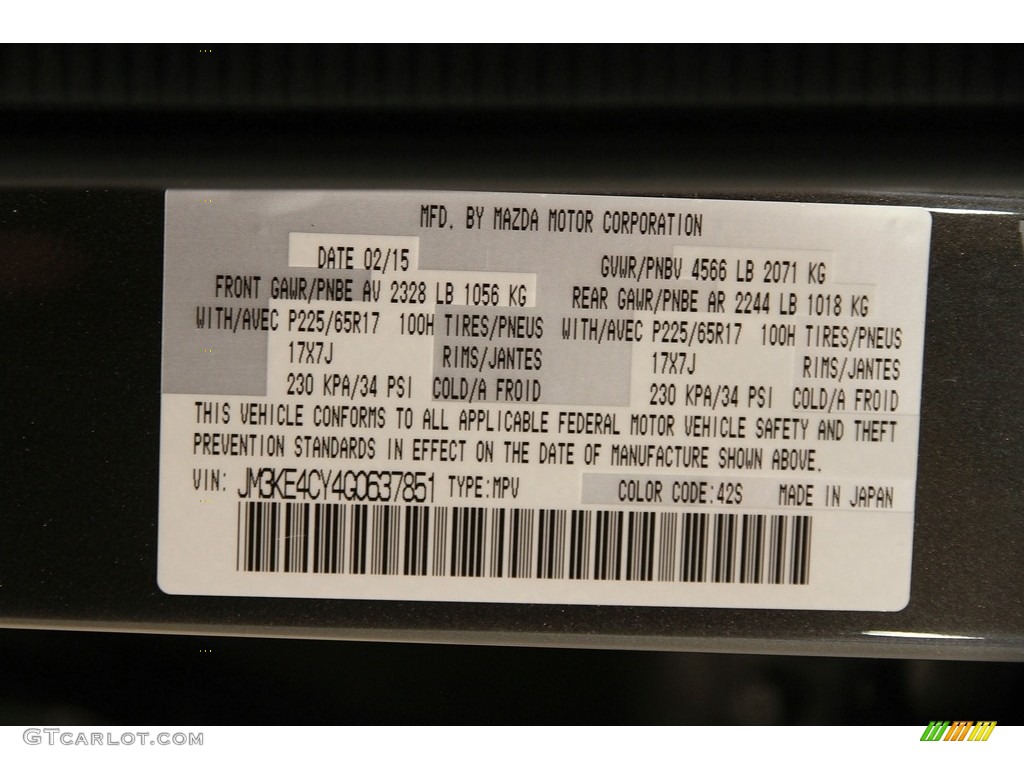 MFD. BY MAZDA MOTOR CORPORATION
DATE 02/15 GVWR/PNBV 4566 LB 2071 KG
FRONT GAWR/PNBE AV 2328 LB 1056 KG REAR GAWR/PNBE AR 2244 LB 1018 KG
WITH/AVEC P225/65R17 100H TIRES/PNEUS WITH/AVEC P225/65R17 100H TIRES/PNEUS
17X7J RIMS/JANTES 17X7J RIMS/JANTES
230 KPA/34 PSI COLD/A FROID 230 KPA/34 PSI COLD/A FROID
THIS VEHICLE CONFORMS TO ALL APPLICABLE FEDERAL MOTOR VEHICLE SAFETY AND THEFT
PREVENTION STANDARDS IN EFFECT ON THE DATE OF MANUFACTURE SHOWN ABOVE.
VIN: JM3KE4CY4G0637851 TYPE:MPV COLOR CODE:42S MADE IN JAPAN
GTCarlot.com